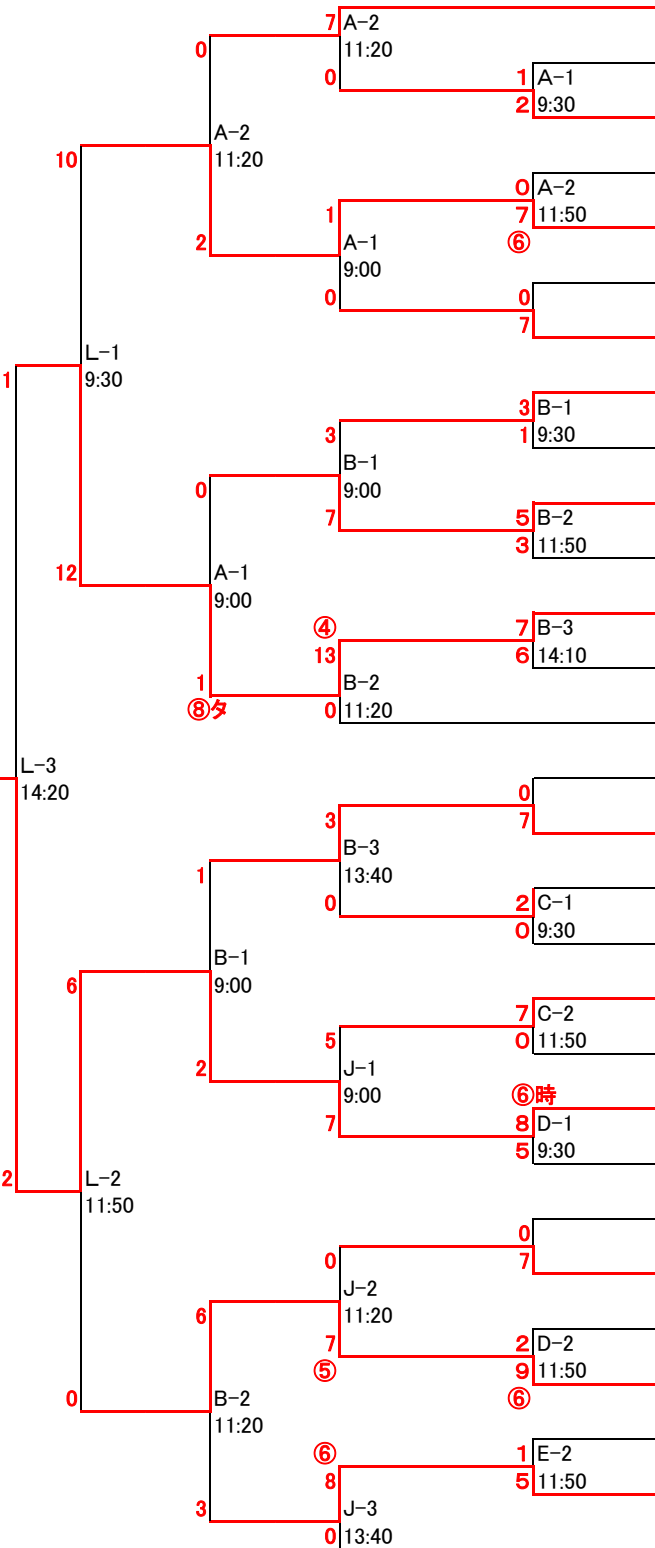 7 A-2
0 11:20
0
1 A-1
2 9:30
A-2
10 11:20
0 A-2
1 7 11:50
2 A-1 ⑥
9:00
0 0
7
L-1
1 9:30
3 B-1
3 1 9:30
B-1
0 9:00
7 5 B-2
3 11:50
12 A-1
9:00
④ 7 B-3
13 6 14:10
1 B-2
⑧タ 0 11:20
L-3
14:20
0
3 7
B-3
1 13:40
0 2 C-1
0 9:30
B-1
6 9:00
7 C-2
5 0 11:50
2 J-1
9:00 ⑥時
7 8 D-1
5 9:30
2 L-2
11:50
0
0 7
J-2
6 11:20
7 2 D-2
⑤ 9 11:50
0 B-2 ⑥
11:20
⑥ 1 E-2
8 5 11:50
3 J-3
0 13:40